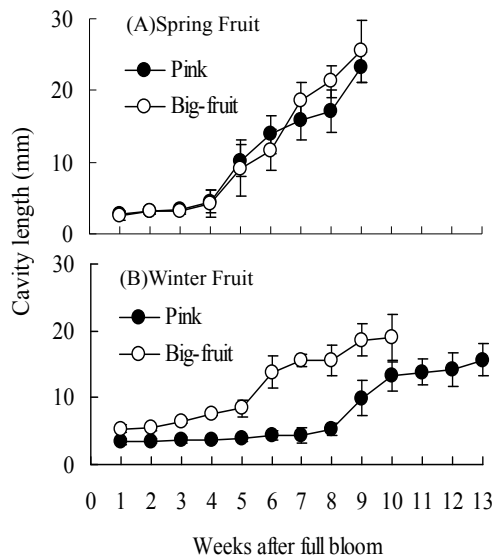 (A)Spring Fruit
Pink
Big-fruit
30
20
10
0
Cavity length (mm)
(B)Winter Fruit
Pink
Big-fruit
30
20
10
0
0 1 2 3 4 5 6 7 8 9 10 11 12 13
Weeks after full bloom